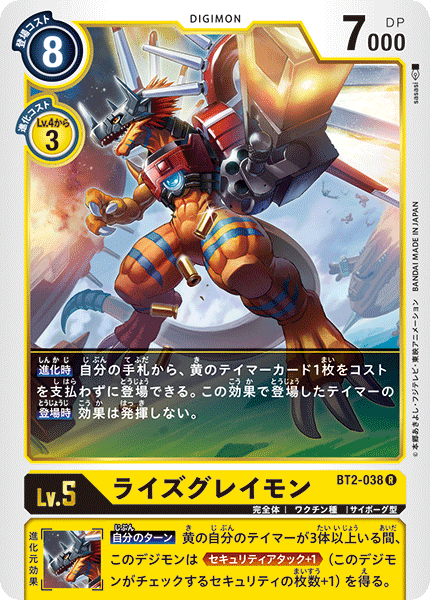 DIGIMON
登場コスト
8
7000
DP
進化コスト
Lv.4から
3
sasasi
©本郷あきよし・フジテレビ・東映アニメーション BANDAI MADE IN JAPAN
進化時 自分の手札から、黄のテイマーカード1枚をコスト
を支払わずに登場できる。この効果で登場したテイマーの
登場時 効果は発揮しない。
BT2-038 R
Lv.5
ライズグレイモン
完全体 ワクチン種 サイボーグ型
進化元効果
自分のターン 黄の自分のテイマーが3体以上いる間、
このデジモンは セキュリティアタック+1 (このデジモ
ンがチェックするセキュリティの枚数+1) を得る。